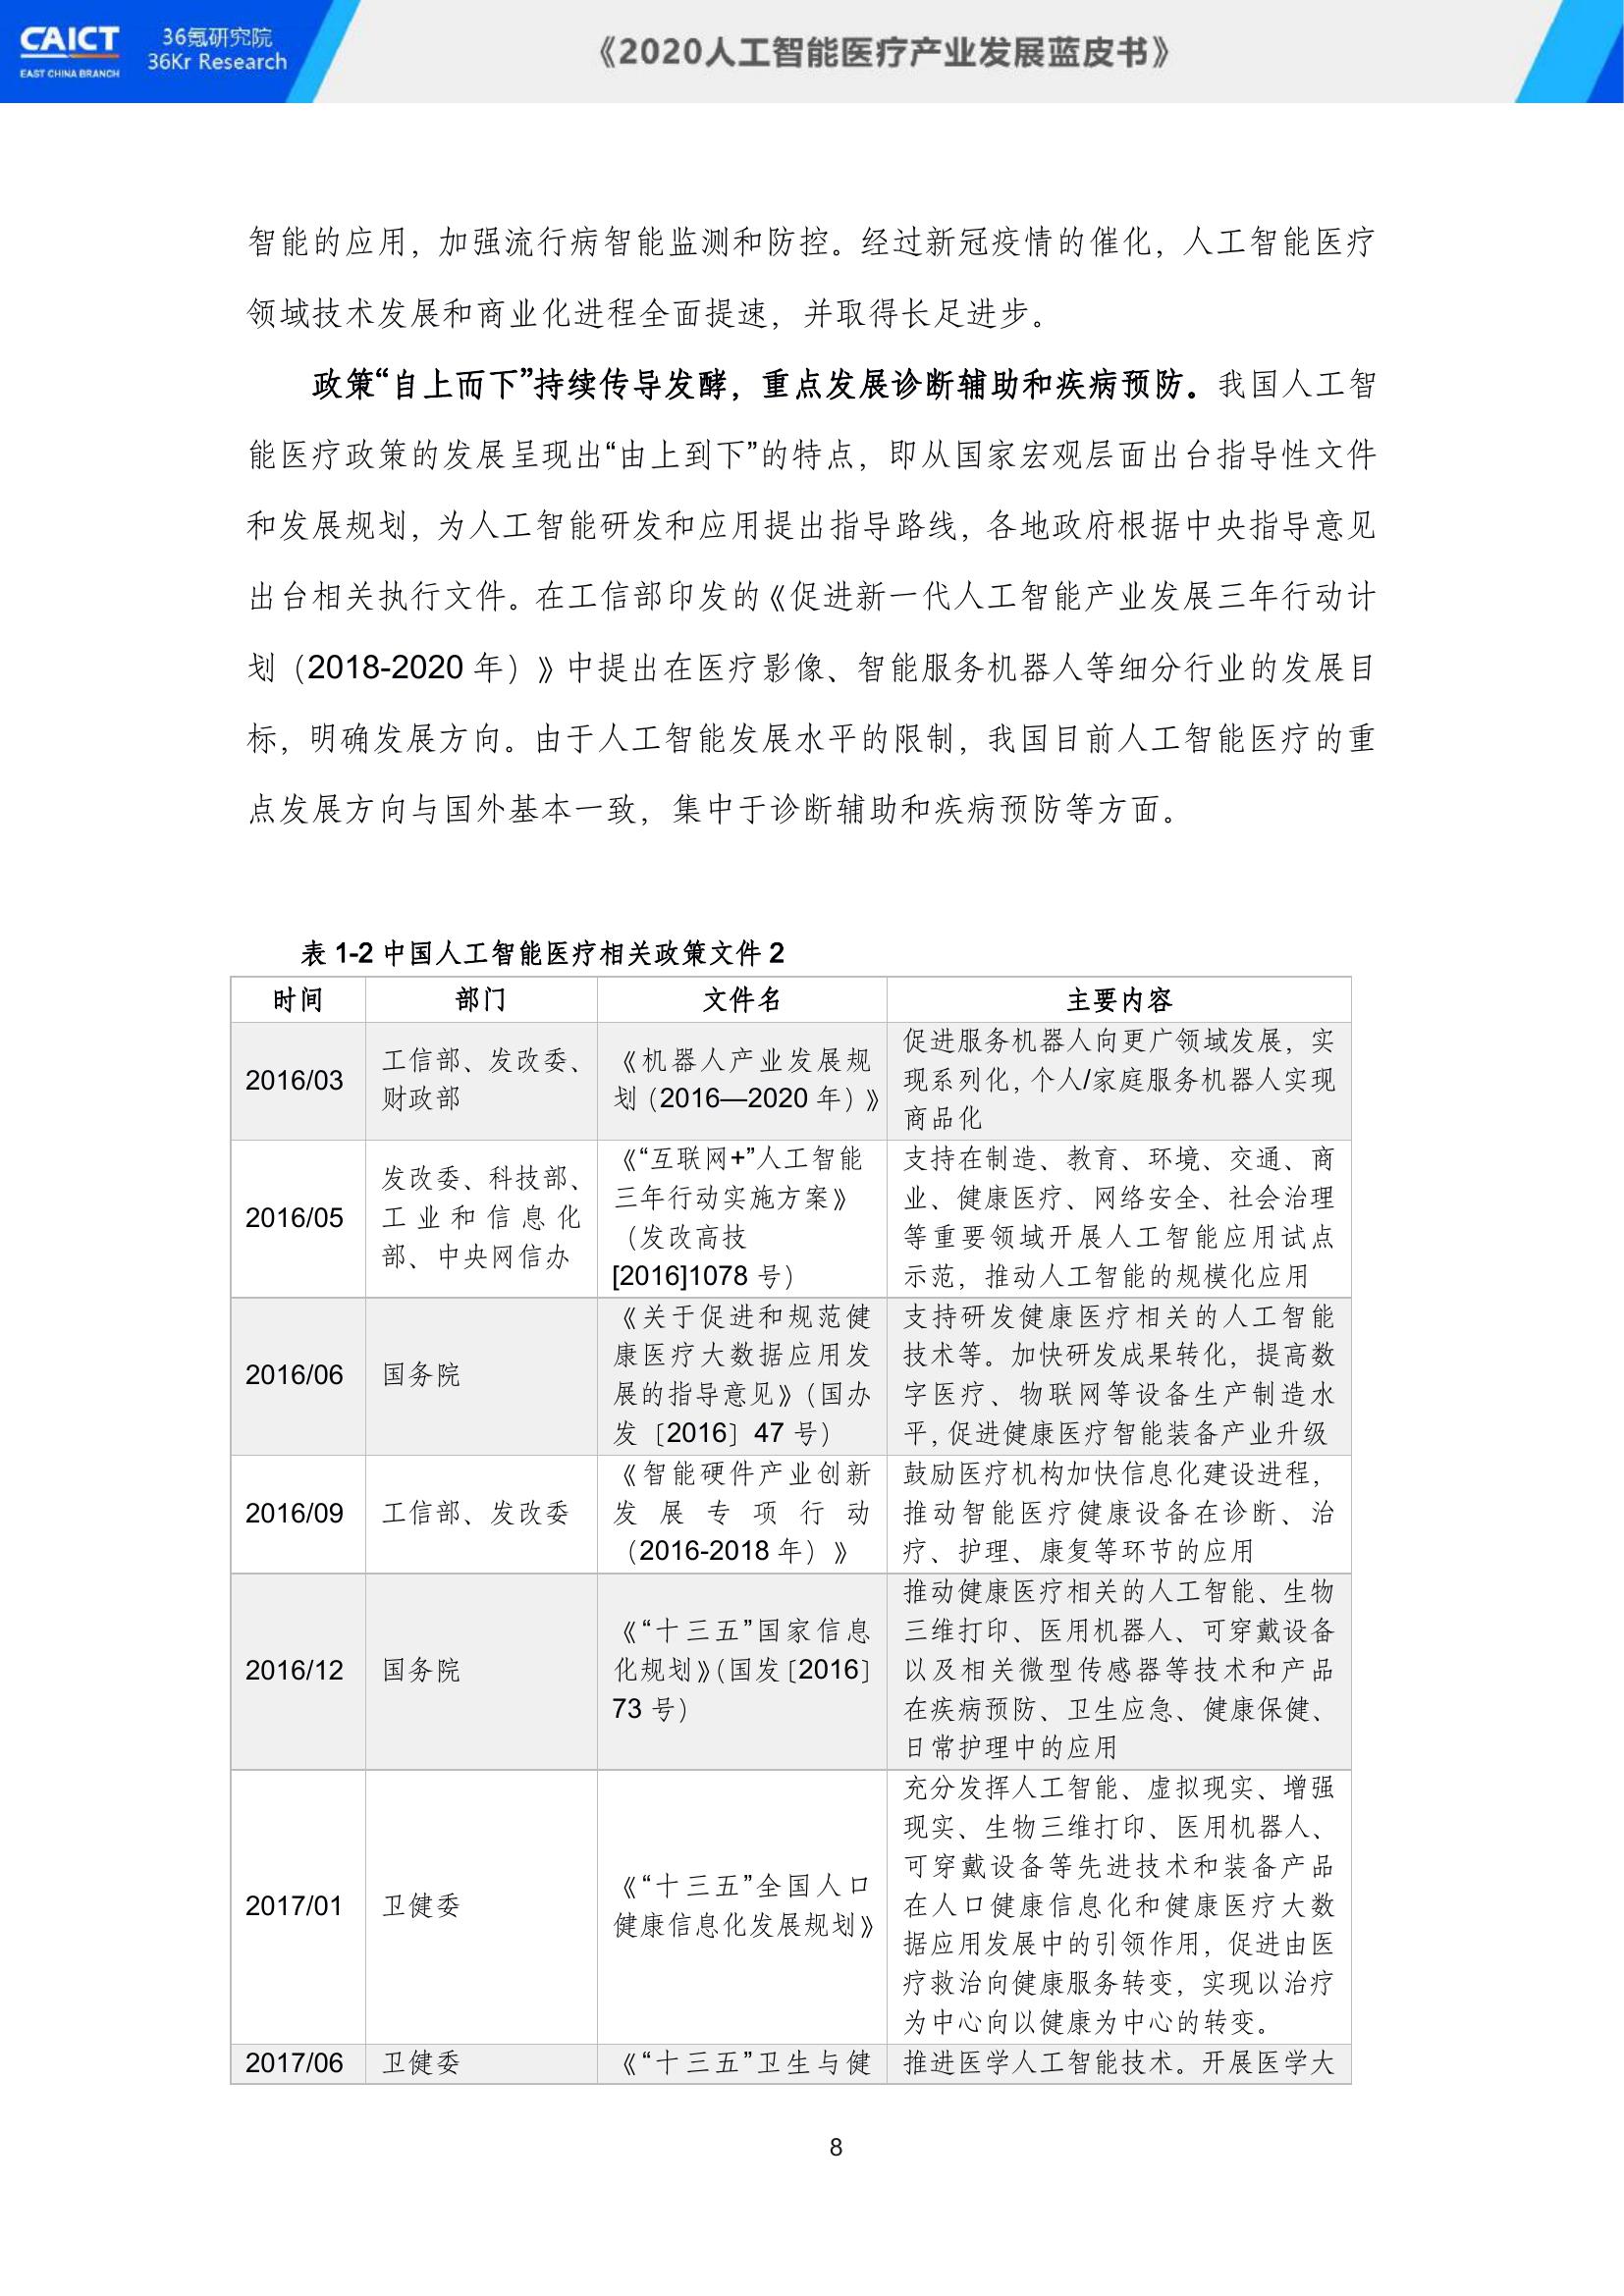 CAICT
EAST CHINA BRANCH
36氪研究院
36Kr Research
《2020人工智能医疗产业发展蓝皮书》
智能的应用，加强流行病智能监测和防控。经过新冠疫情的催化，人工智能医疗
领域技术发展和商业化进程全面提速，并取得长足进步。
政策“自上而下”持续传导发酵，重点发展诊断辅助和疾病预防。我国人工智
能医疗政策的发展呈现出“由上到下”的特点，即从国家宏观层面出台指导性文件
和发展规划，为人工智能研发和应用提出指导路线，各地政府根据中央指导意见
出台相关执行文件。在工信部印发的《促进新一代人工智能产业发展三年行动计
划（2018-2020 年）》中提出在医疗影像、智能服务机器人等细分行业的发展目
标，明确发展方向。由于人工智能发展水平的限制，我国目前人工智能医疗的重
点发展方向与国外基本一致，集中于诊断辅助和疾病预防等方面。
表 1-2 中国人工智能医疗相关政策文件 2
时间
部门
文件名
主要内容
2016/03
工信部、发改委、
财政部
《机器人产业发展规
划（2016—2020 年）》
促进服务机器人向更广领域发展，实
现系列化，个人/家庭服务机器人实现
商品化
2016/05
发改委、科技部、
工业和信息化
部、中央网信办
《“互联网+”人工智能
三年行动实施方案》
（发改高技
[2016]1078 号）
支持在制造、教育、环境、交通、商
业、健康医疗、网络安全、社会治理
等重要领域开展人工智能应用试点
示范，推动人工智能的规模化应用
2016/06
国务院
《关于促进和规范健
康医疗大数据应用发
展的指导意见》（国办
发〔2016〕47 号）
支持研发健康医疗相关的人工智能
技术等。加快研发成果转化，提高数
字医疗、物联网等设备生产制造水
平，促进健康医疗智能装备产业升级
2016/09
工信部、发改委
《智能硬件产业创新
发展专项行动
（2016-2018 年）》
鼓励医疗机构加快信息化建设进程，
推动智能医疗健康设备在诊断、治
疗、护理、康复等环节的应用
2016/12
国务院
《“十三五”国家信息
化规划》（国发〔2016〕
73 号）
推动健康医疗相关的人工智能、生物
三维打印、医用机器人、可穿戴设备
以及相关微型传感器等技术和产品
在疾病预防、卫生应急、健康保健、
日常护理中的应用
2017/01
卫健委
《“十三五”全国人口
健康信息化发展规划》
充分发挥人工智能、虚拟现实、增强
现实、生物三维打印、医用机器人、
可穿戴设备等先进技术和装备产品
在人口健康信息化和健康医疗大数
据应用发展中的引领作用，促进由医
疗救治向健康服务转变，实现以治疗
为中心向以健康为中心的转变。
2017/06
卫健委
《“十三五”卫生与健
推进医学人工智能技术。开展医学大
8